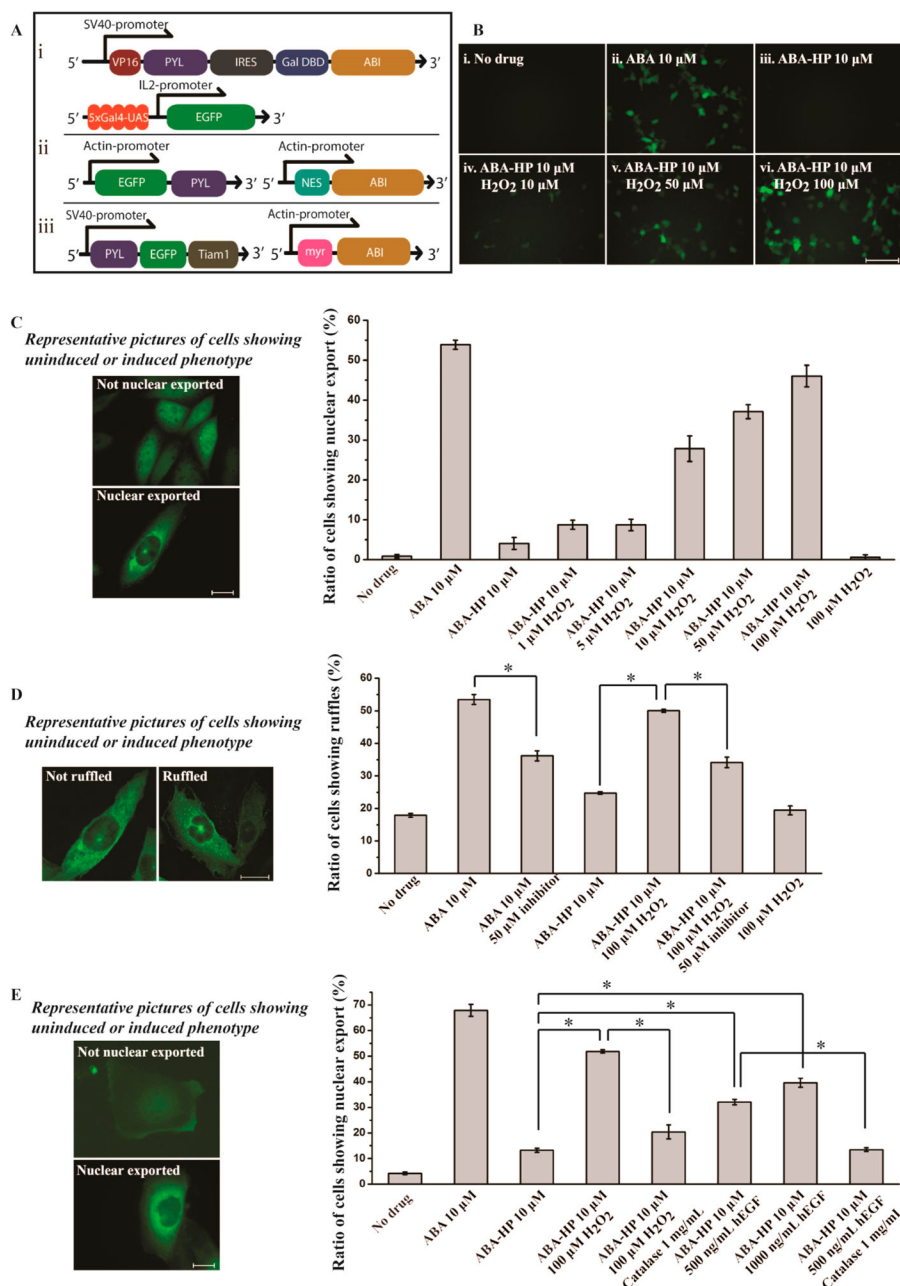 A
i
SV40-promoter
5’ VP16 PYL IRES Gal DBD ABI 3’
IL2-promoter
5’ 5xGal4-UAS EGFP 3’
ii
Actin-promoter Actin-promoter
5’ EGFP PYL 3’ 5’ NES ABI 3’
iii
SV40-promoter Actin-promoter
5’ PYL EGFP Tiam1 3’ 5’ myr ABI 3’
B
i. No drug
ii. ABA 10 µM
iii. ABA-HP 10 µM
iv. ABA-HP 10 µM
H2O2 10 µM
v. ABA-HP 10 µM
H2O2 50 µM
vi. ABA-HP 10 µM
H2O2 100 µM
C
Representative pictures of cells showing
uninduced or induced phenotype
Not nuclear exported
Nuclear exported
Ratio of cells showing nuclear export (%)
60
50
40
30
20
10
0
No drug
ABA 10 µM
ABA-HP 10 µM
ABA-HP 10 µM
1 µM H2O2
ABA-HP 10 µM
5 µM H2O2
ABA-HP 10 µM
10 µM H2O2
ABA-HP 10 µM
50 µM H2O2
ABA-HP 10 µM
100 µM H2O2
100 µM H2O2
D
Representative pictures of cells showing
uninduced or induced phenotype
Not ruffled
Ruffled
Ratio of cells showing ruffles (%)
60
50
40
30
20
10
0
* * *
No drug
ABA 10 µM
ABA 10 µM
50 µM inhibitor
ABA-HP 10 µM
ABA-HP 10 µM
100 µM H2O2
ABA-HP 10 µM
100 µM H2O2
50 µM inhibitor
100 µM H2O2
E
Representative pictures of cells showing
uninduced or induced phenotype
Not nuclear exported
Nuclear exported
Ratio of cells showing nuclear export (%)
70
60
50
40
30
20
10
0
*
*
* * *
No drug
ABA 10 µM
ABA-HP 10 µM
ABA-HP 10 µM
100 µM H2O2
ABA-HP 10 µM
100 µM H2O2
Catalase 1 mg/mL
ABA-HP 10 µM
500 ng/mL hEGF
ABA-HP 10 µM
1000 ng/mL hEGF
ABA-HP 10 µM
500 ng/mL hEGF
Catalase 1 mg/mL